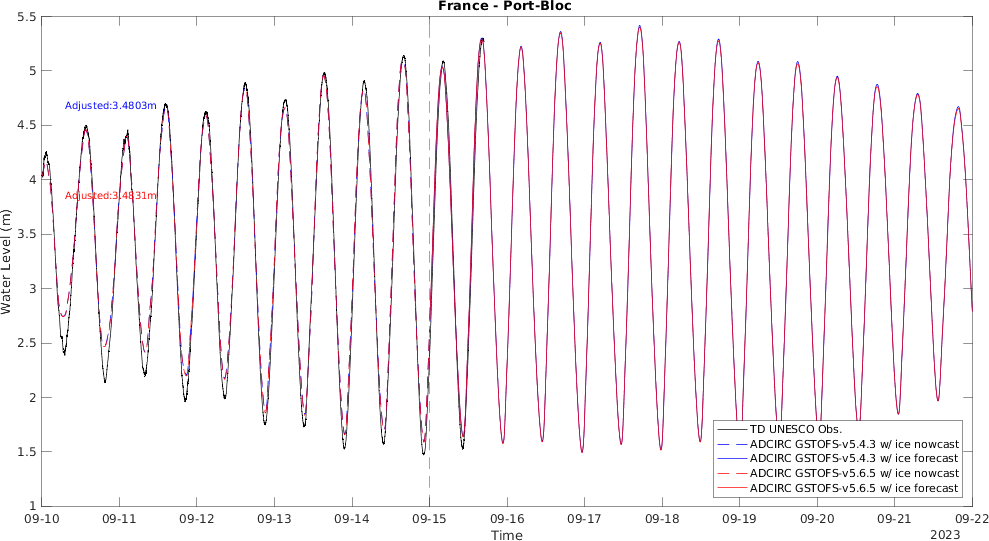 France - Port-Bloc
5.5
5
4.5
4
3.5
3
2.5
2
1.5
1
Water Level (m)
Adjusted:3.4803m
Adjusted:3.4831m
TD UNESCO Obs.
ADCIRC GSTOFS-v5.4.3 w/ ice nowcast
ADCIRC GSTOFS-v5.4.3 w/ ice forecast
ADCIRC GSTOFS-v5.6.5 w/ ice nowcast
ADCIRC GSTOFS-v5.6.5 w/ ice forecast
09-10 09-11 09-12 09-13 09-14 09-15 09-16 09-17 09-18 09-19 09-20 09-21 09-22
Time
2023